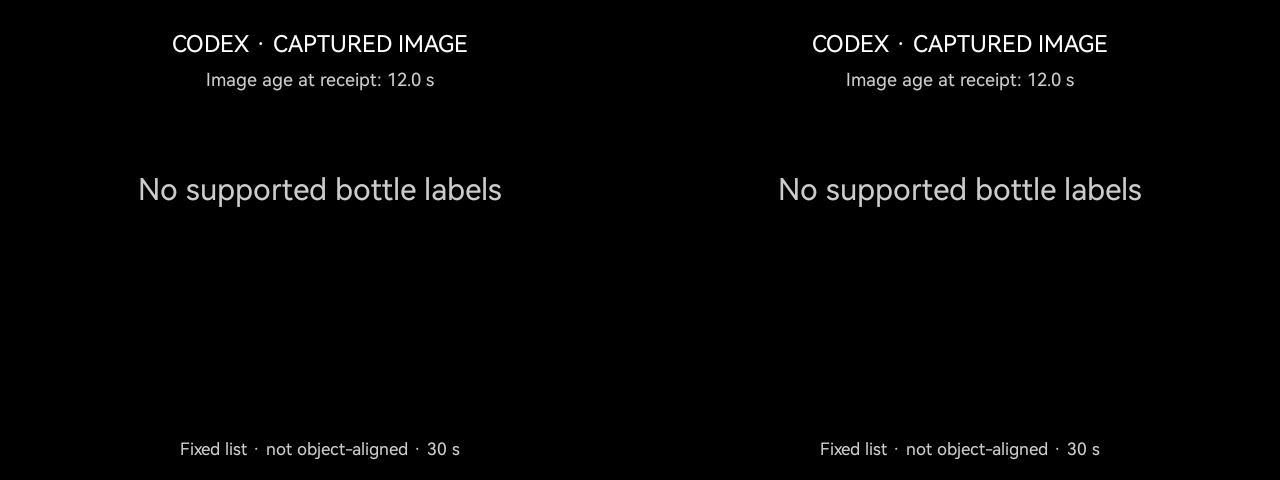 CODEX · CAPTURED IMAGE
Image age at receipt: 12.0 s
No supported bottle labels
Fixed list · not object-aligned · 30 s
CODEX · CAPTURED IMAGE
Image age at receipt: 12.0 s
No supported bottle labels
Fixed list · not object-aligned · 30 s